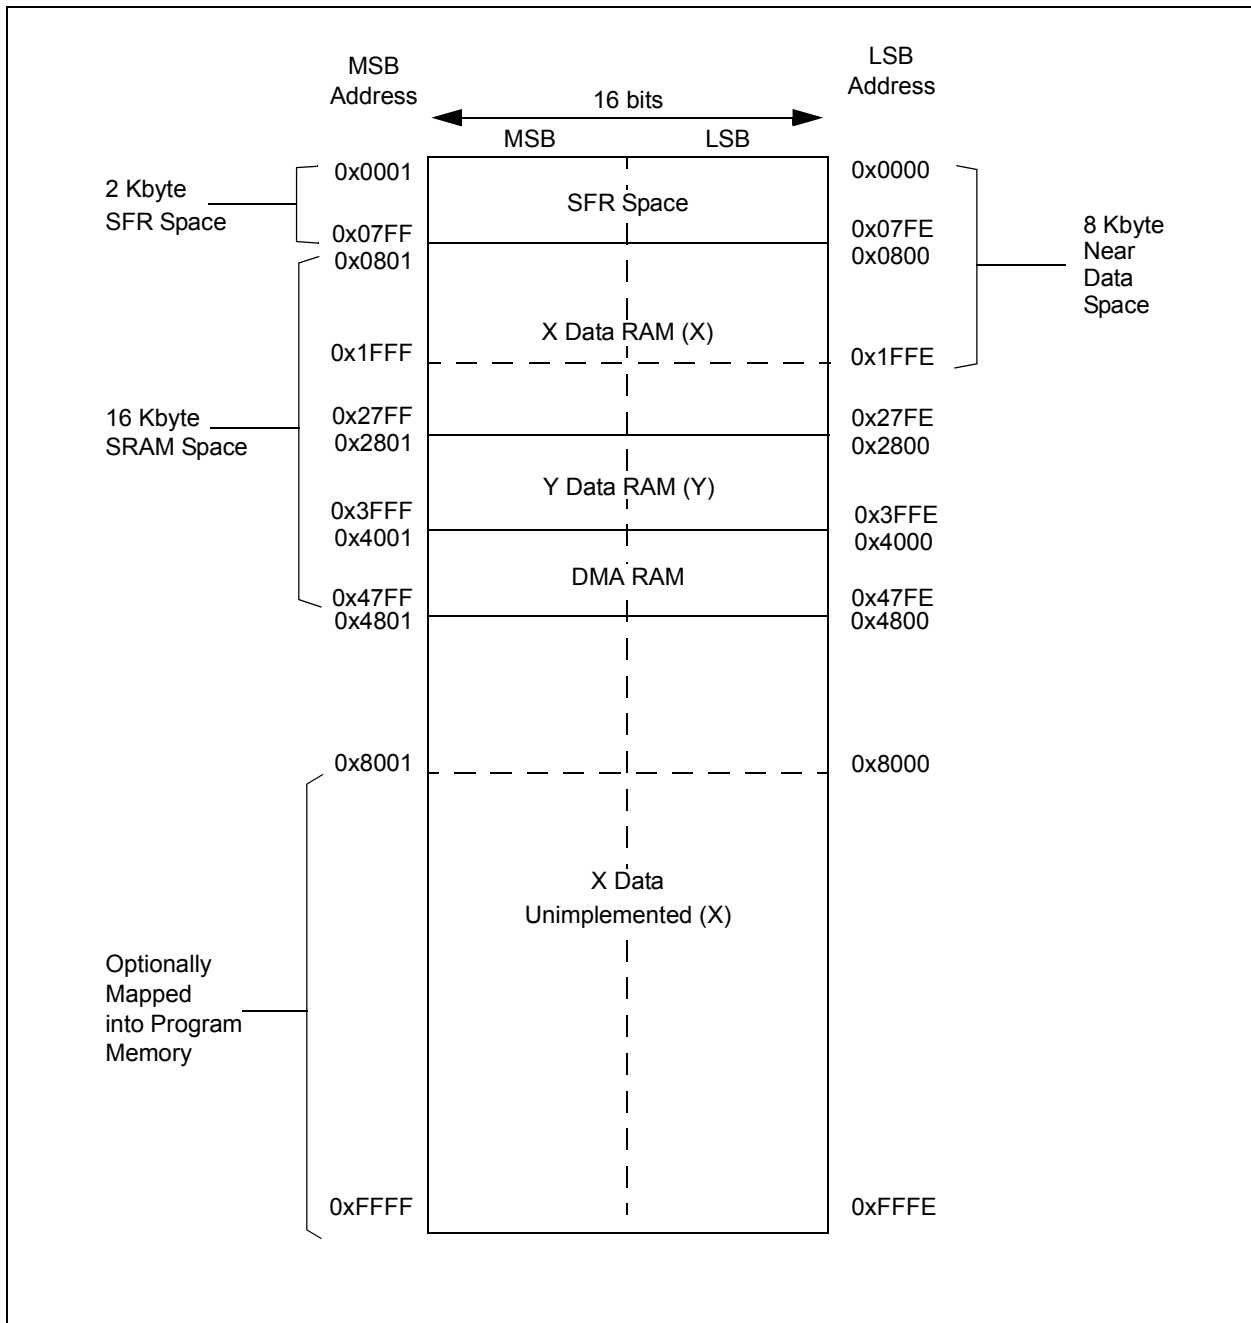 MSB
Address
LSB
Address
16 bits
MSB
LSB
2 Kbyte
SFR Space
0x0001
0x07FF
0x0801
SFR Space
0x0000
0x07FE
0x0800
8 Kbyte
Near
Data
Space
X Data RAM (X)
0x1FFF
0x1FFE
16 Kbyte
SRAM Space
0x27FF
0x2801
0x27FE
0x2800
Y Data RAM (Y)
0x3FFF
0x4001
0x3FFE
0x4000
DMA RAM
0x47FF
0x4801
0x47FE
0x4800
0x8001
0x8000
X Data
Unimplemented (X)
Optionally
Mapped
into Program
Memory
0xFFFF
0xFFFE